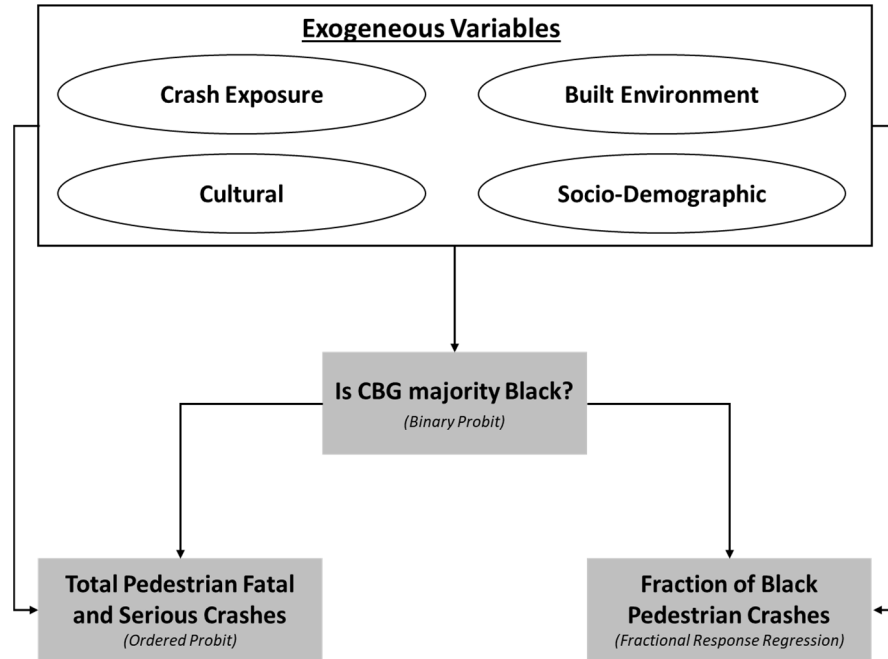 Exogeneous Variables
Crash Exposure
Built Environment
Cultural
Socio-Demographic
Is CBG majority Black?
(Binary Probit)
Total Pedestrian Fatal
and Serious Crashes
(Ordered Probit)
Fraction of Black
Pedestrian Crashes
(Fractional Response Regression)